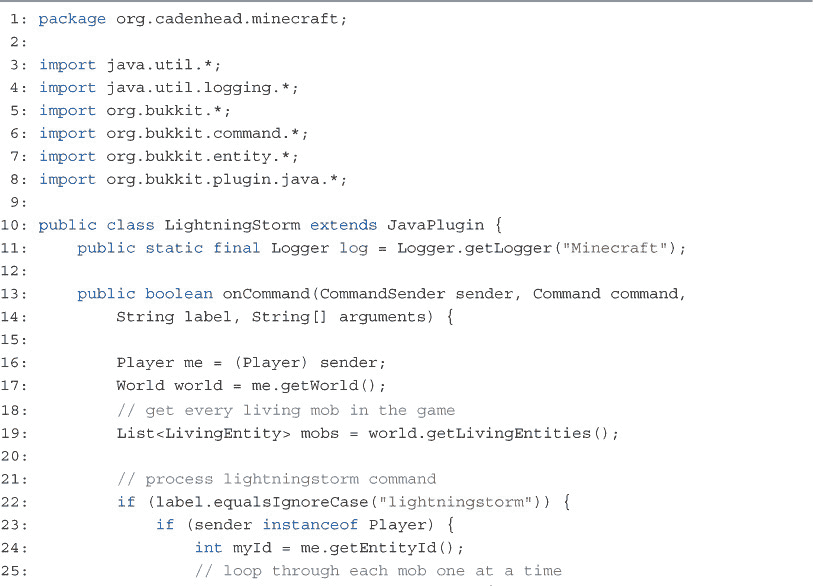 1: package org.cadenhead.minecraft;
2:
3: import java.util.*;
4: import java.util.logging.*;
5: import org.bukkit.*;
6: import org.bukkit.command.*;
7: import org.bukkit.entity.*;
8: import org.bukkit.plugin.java.*;
9:
10: public class LightningStorm extends JavaPlugin {
11:     public static final Logger log = Logger.getLogger("Minecraft");
12:
13:     public boolean onCommand(CommandSender sender, Command command,
14:         String label, String[] arguments) {
15:
16:         Player me = (Player) sender;
17:         World world = me.getWorld();
18:         // get every living mob in the game
19:         List<LivingEntity> mobs = world.getLivingEntities();
20:
21:         // process lightningstorm command
22:         if (label.equalsIgnoreCase("lightningstorm")) {
23:             if (sender instanceof Player) {
24:                 int myId = me.getEntityId();
25:                 // loop through each mob one at a time